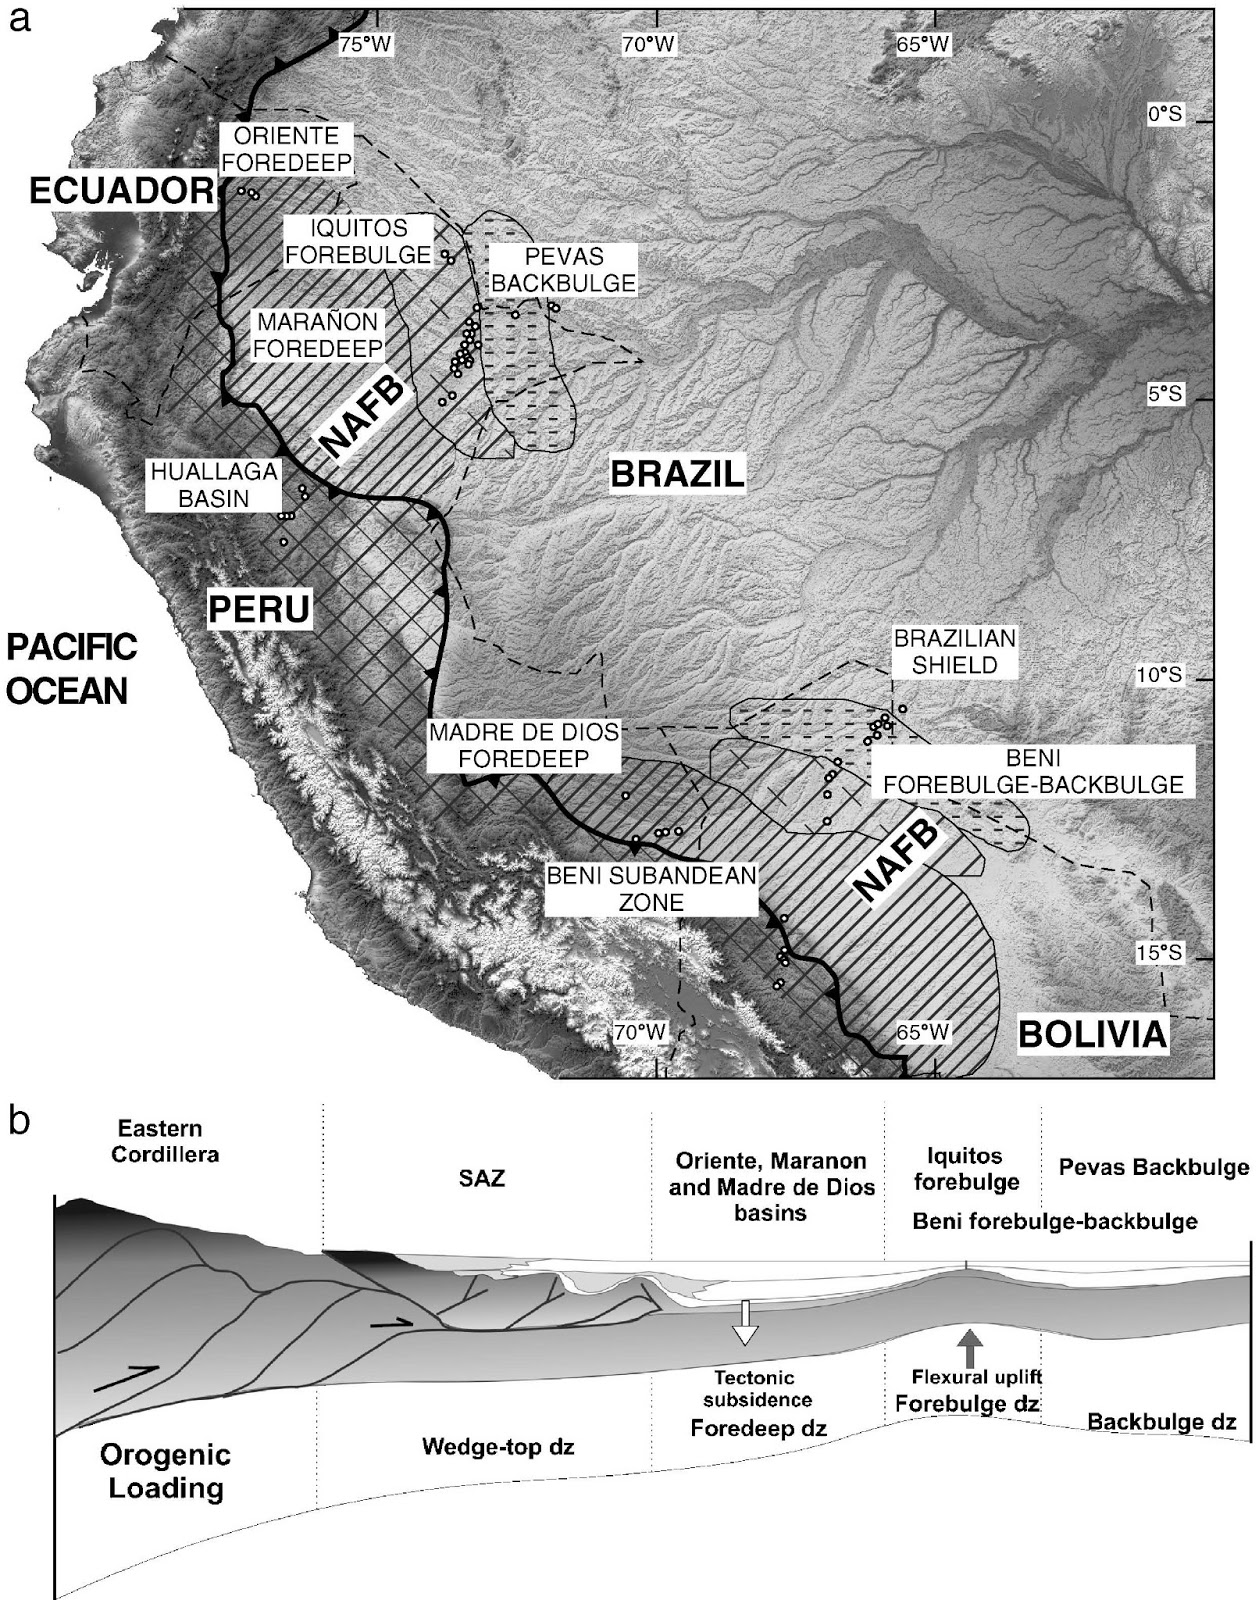 a
75°W
70°W
65°W
0°S
ORIENTE
FOREDEEP
ECUADOR
IQUITOS
FOREBULGE
PEVAS
BACKBULGE
MARAÑON
FOREDEEP
5°S
NAFB
HUALLAGA
BASIN
BRAZIL
PERU
PACIFIC
OCEAN
BRAZILIAN
SHIELD
10°S
MADRE DE DIOS
FOREDEEP
BENI
FOREBULGE-BACKBULGE
NAFB
BENI SUBANDEAN
ZONE
15°S
70°W
65°W
BOLIVIA
b
Eastern
Cordillera
SAZ
Oriente, Maranon
and Madre de Dios
basins
Iquitos
forebulge
Pevas Backbulge
Beni forebulge-backbulge
Tectonic
subsidence
Foredeep dz
Flexural uplift
Forebulge dz
Backbulge dz
Orogenic
Loading
Wedge-top dz